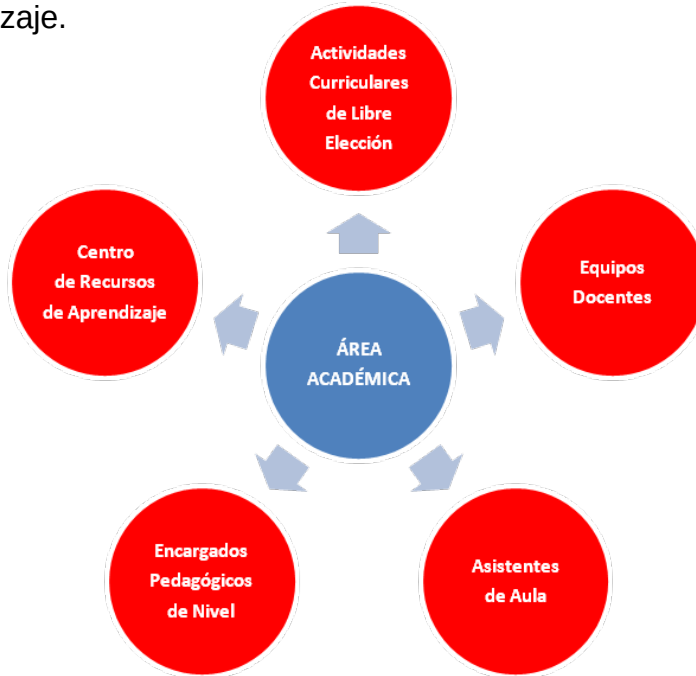 zaje.
Actividades
Curriculares
de Libre
Elección
Centro
de Recursos
de Aprendizaje
Equipos
Docentes
ÁREA
ACADÉMICA
Encargados
Pedagógicos
de Nivel
Asistentes
de Aula